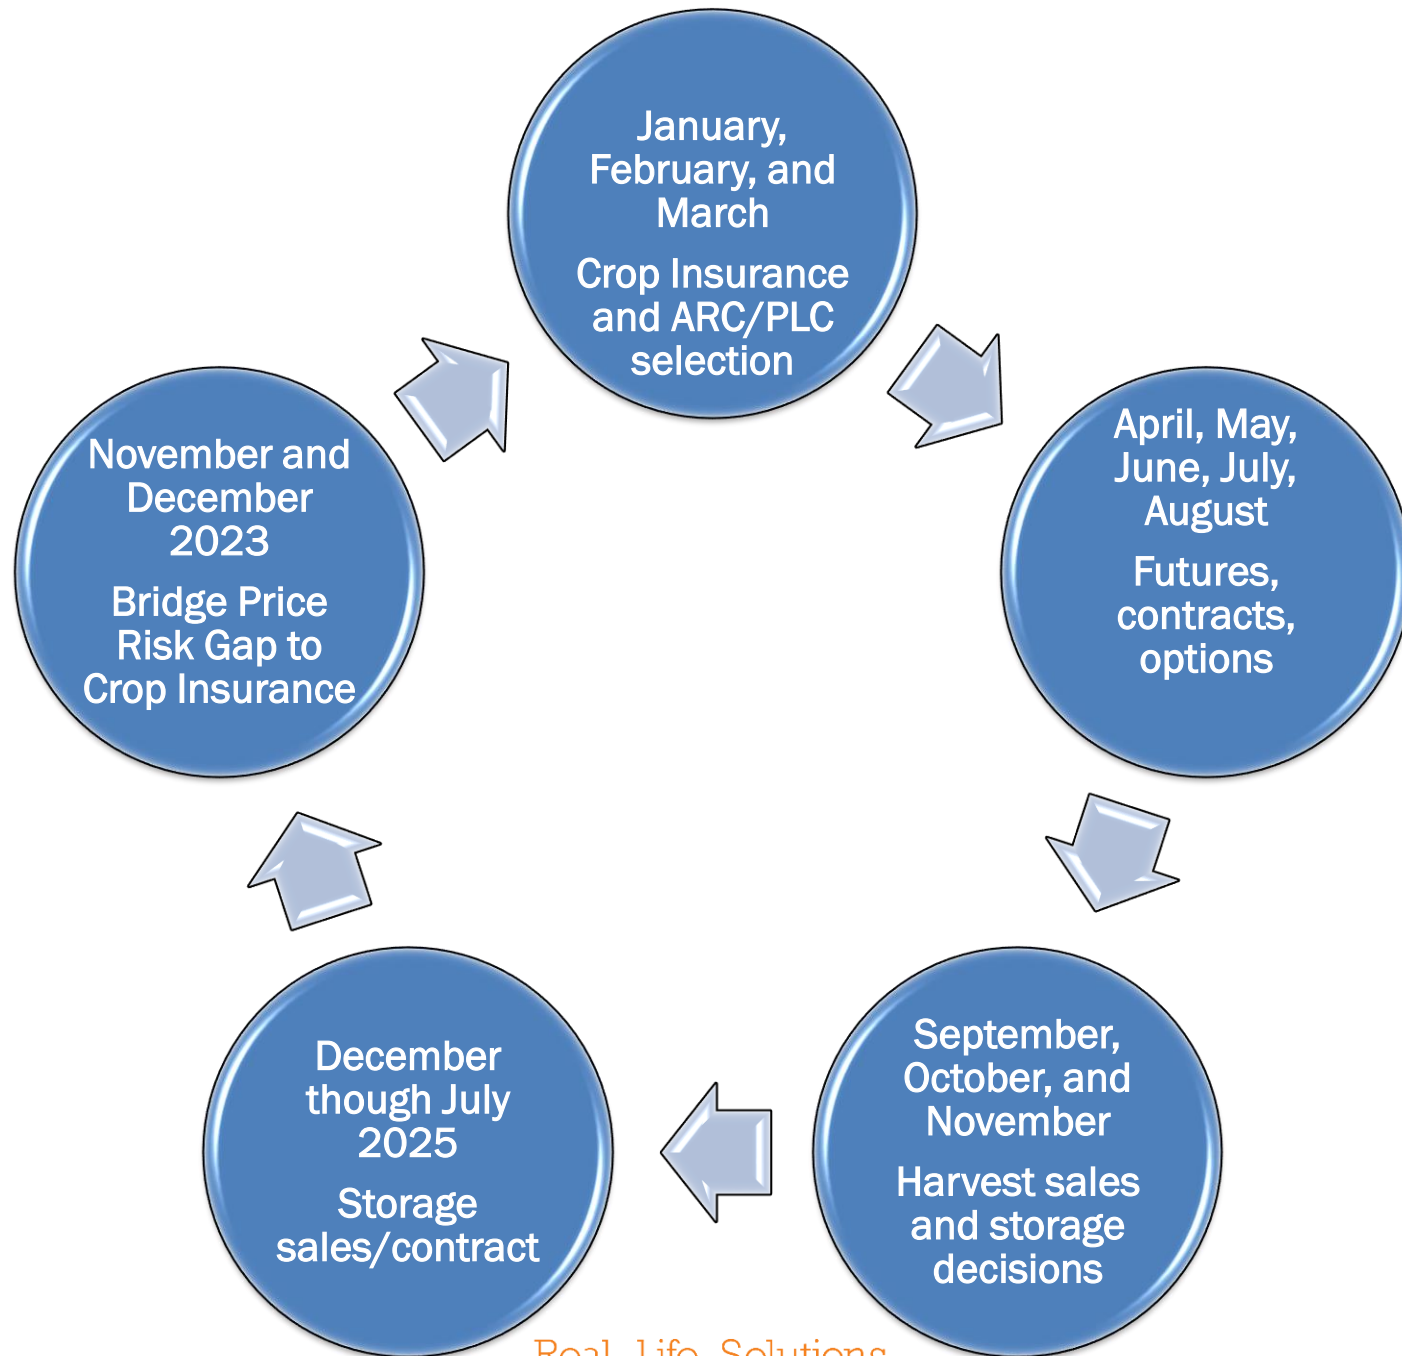 January,
February, and
March
Crop Insurance
and ARC/PLC
selection
April, May,
June, July,
August
Futures,
contracts,
options
September,
October, and
November
Harvest sales
and storage
decisions
December
though July
2025
Storage
sales/contract
November and
December
2023
Bridge Price
Risk Gap to
Crop Insurance
Real. Life. Solutions.